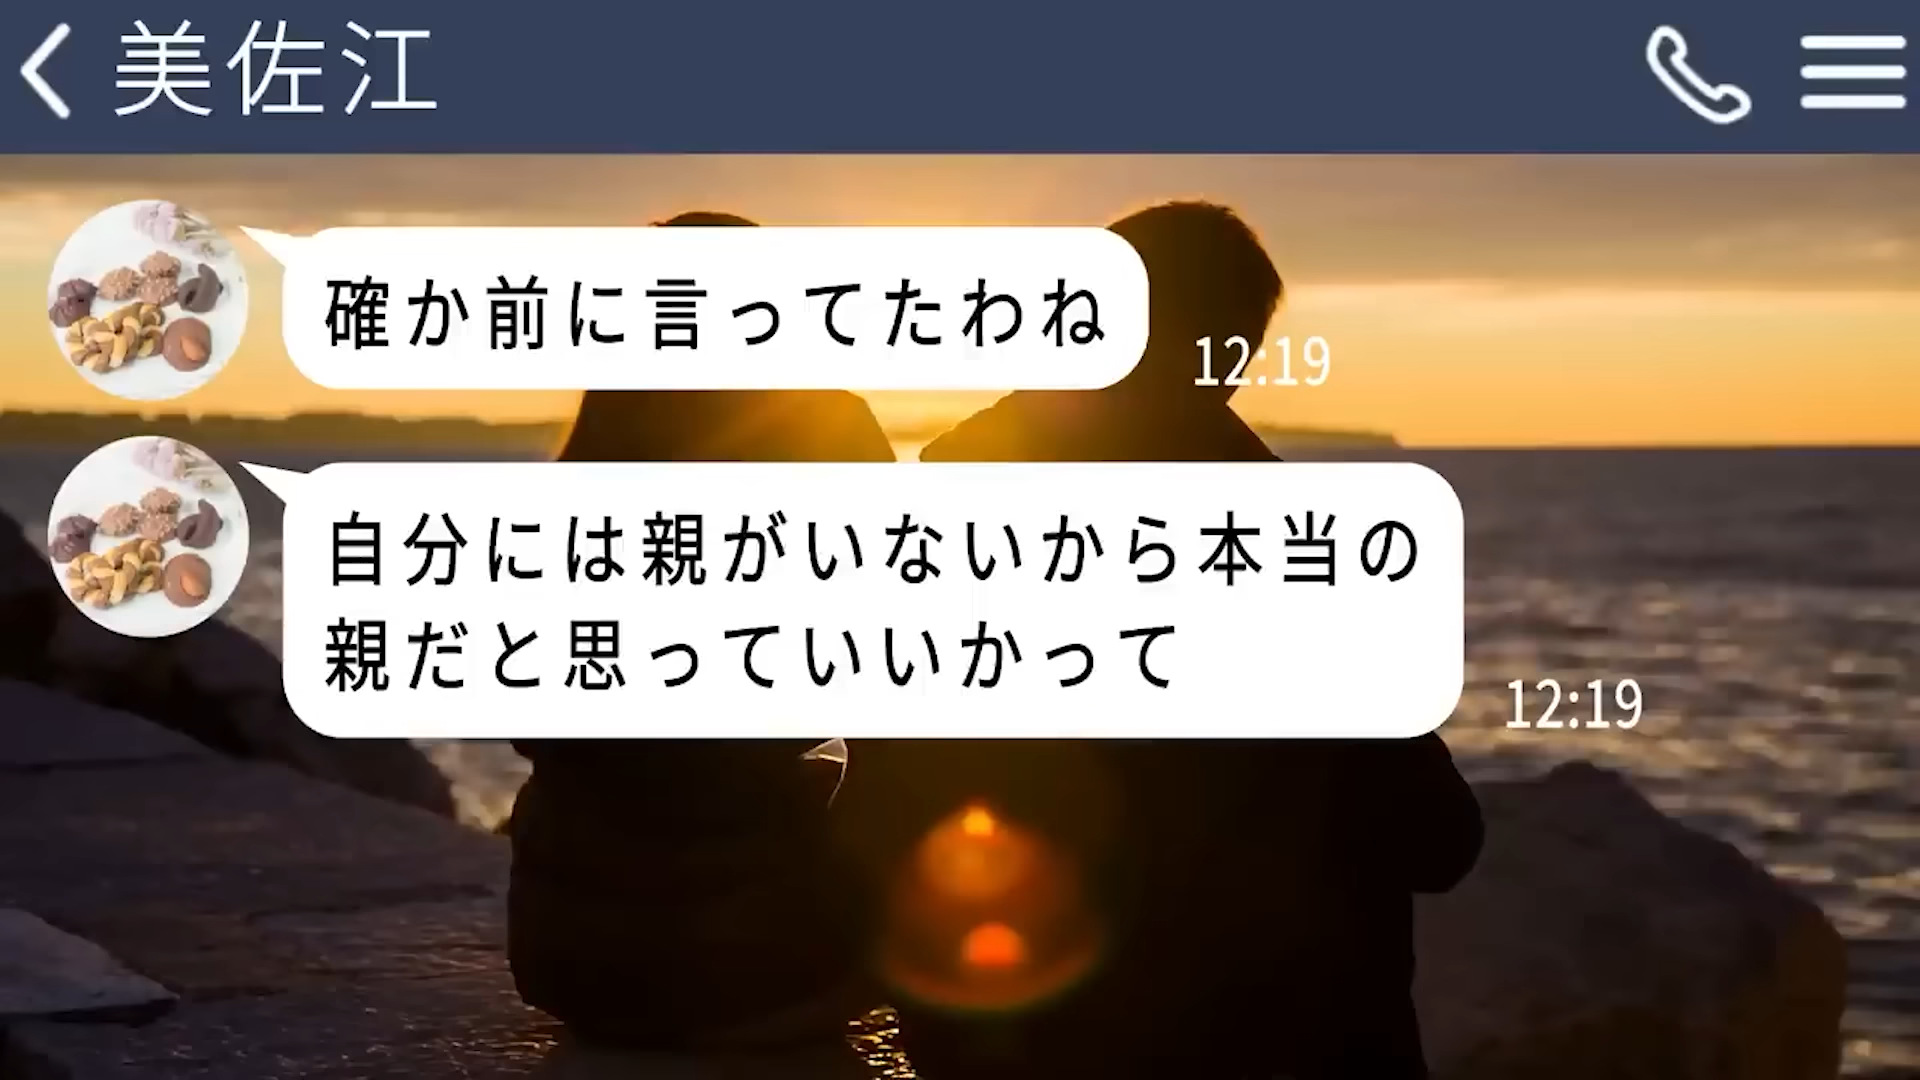 美佐江
確か前に言ってたわね
12:19
自分には親がいないから本当の
親だと思っていいかって
12:19